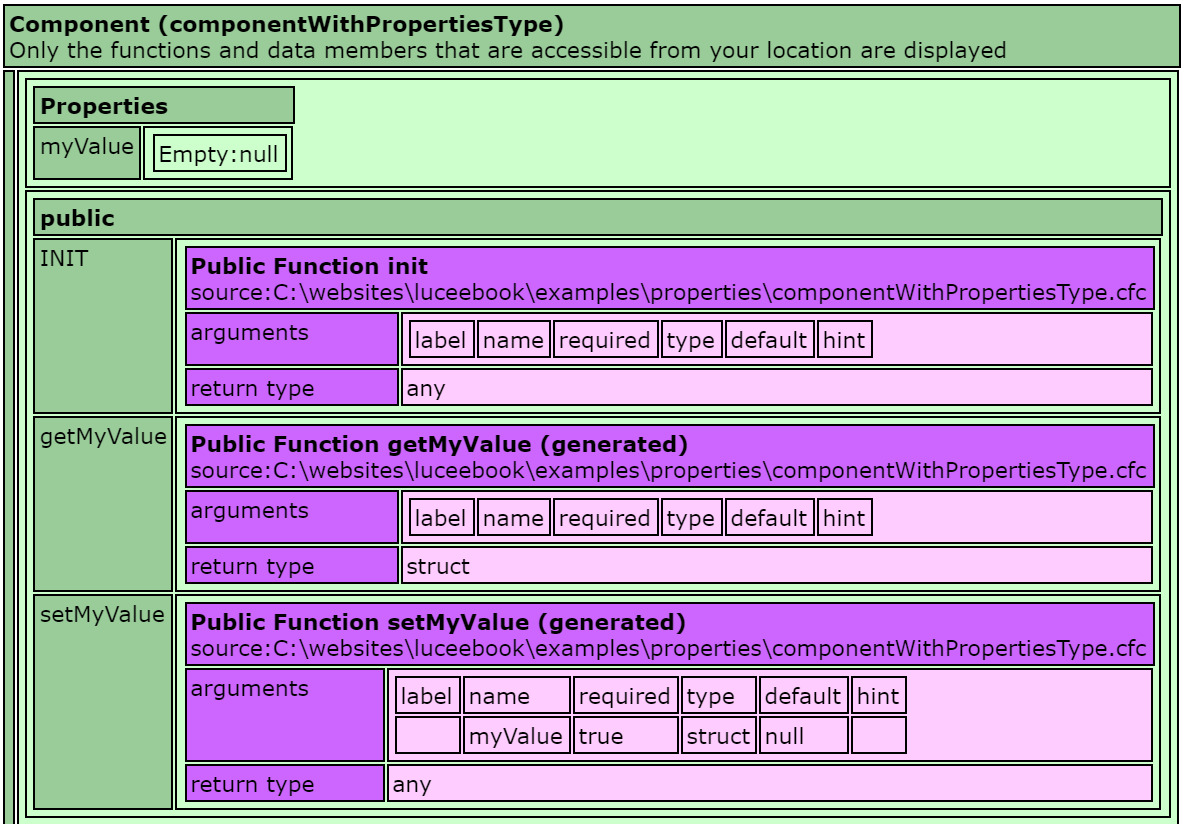 Component (componentWithPropertiesType)
Only the functions and data members that are accessible from your location are displayed
Properties
myValue Empty:null
public
INIT Public Function init
source:C:\websites\luceebook\examples\properties\componentWithPropertiesType.cfc
arguments label name required type default hint
return type any
getMyValue Public Function getMyValue (generated)
source:C:\websites\luceebook\examples\properties\componentWithPropertiesType.cfc
arguments label name required type default hint
return type struct
setMyValue Public Function setMyValue (generated)
source:C:\websites\luceebook\examples\properties\componentWithPropertiesType.cfc
arguments label name required type default hint
myValue true struct null
return type any